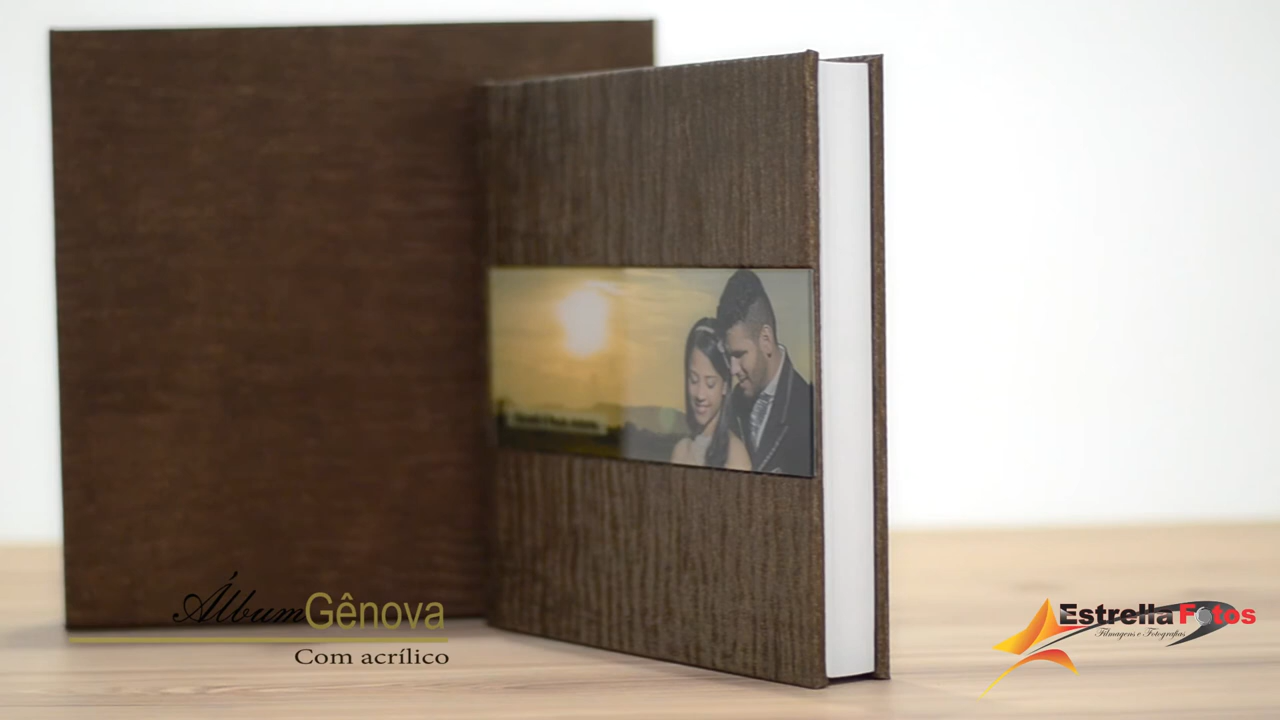 Álbum Gênova
Com acrílico
Estrella Fotos
Filmagens e Fotografias